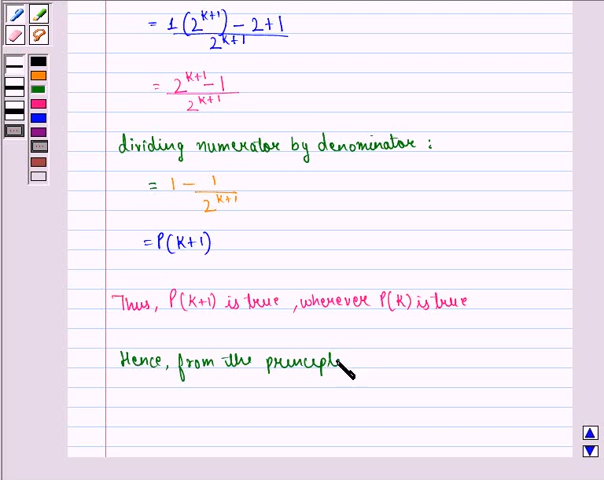 = 1(2^{k+1}) - 2 + 1 / 2^{k+1}
= 2^{k+1} - 1 / 2^{k+1}
dividing numerator by denominator :
= 1 - 1 / 2^{k+1}
= P(k+1)
Thus, P(k+1) is true , wherever P(k) is true
Hence, from the principle